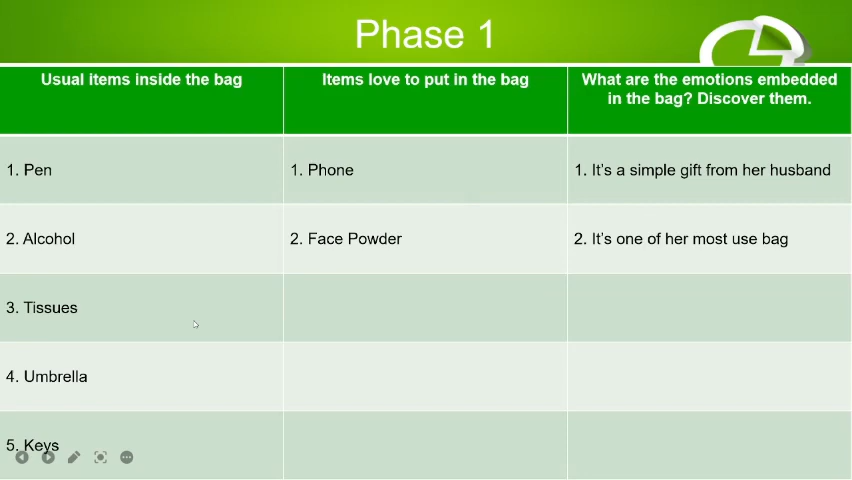 Phase 1
Usual items inside the bag
Items love to put in the bag
What are the emotions embedded
in the bag? Discover them.
1. Pen
1. Phone
1. It's a simple gift from her husband
2. Alcohol
2. Face Powder
2. It's one of her most use bag
3. Tissues
4. Umbrella
5. Keys